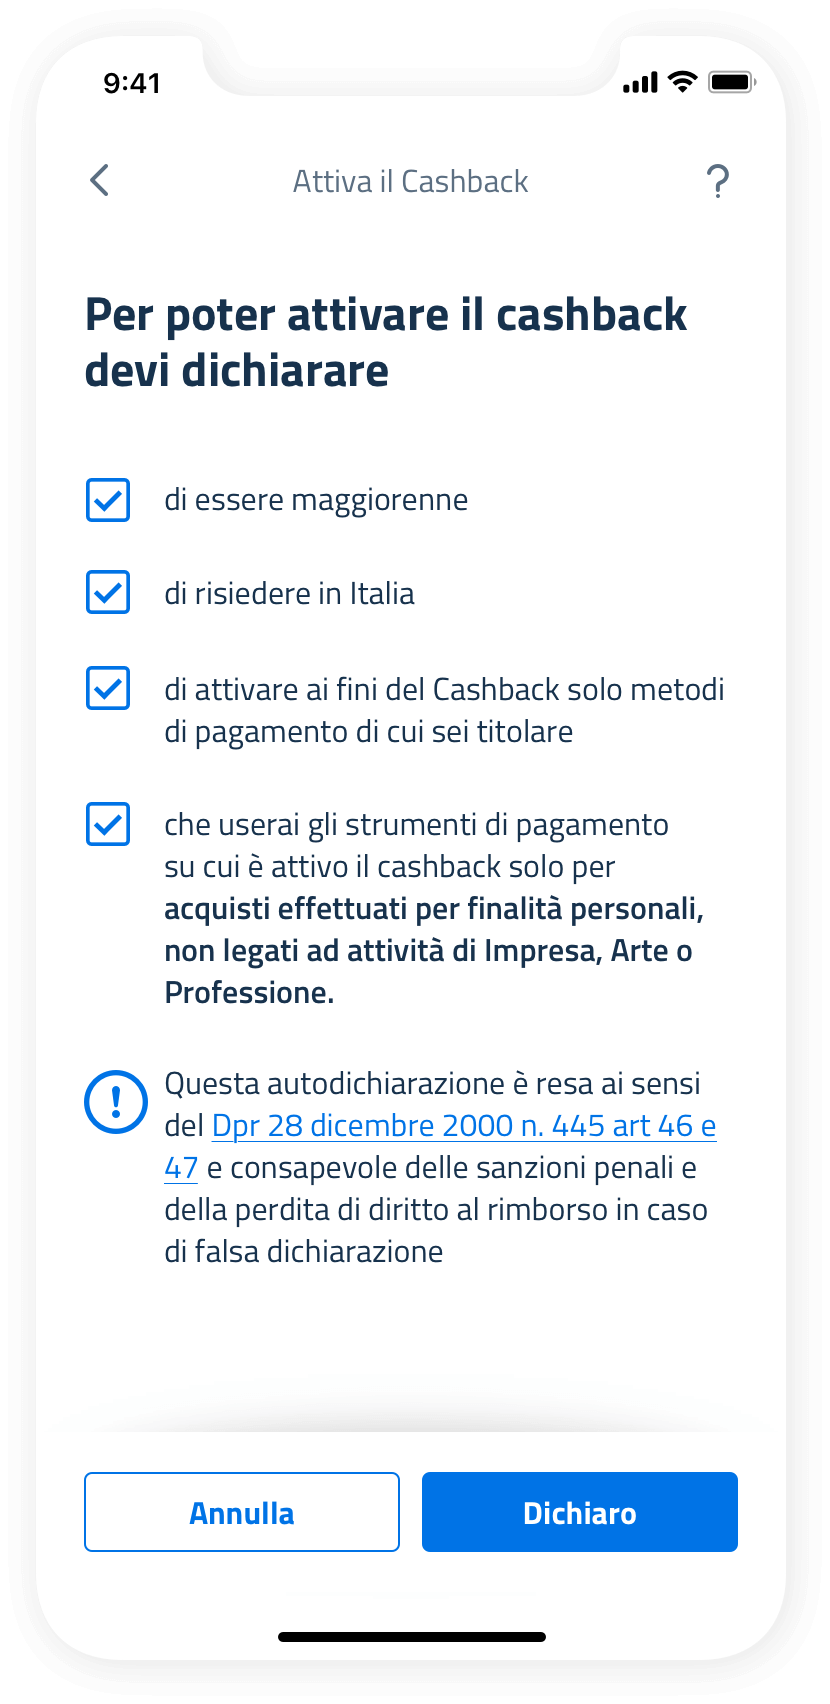 9:41
Attiva il Cashback
?
Per poter attivare il cashback
devi dichiarare
di essere maggiorenne
di risiedere in Italia
di attivare ai fini del Cashback solo metodi
di pagamento di cui sei titolare
che userai gli strumenti di pagamento
su cui è attivo il cashback solo per
acquisti effettuati per finalità personali,
non legati ad attività di Impresa, Arte o
Professione.
Questa autodichiarazione è resa ai sensi
del Dpr 28 dicembre 2000 n. 445 art 46 e
47 e consapevole delle sanzioni penali e
della perdita di diritto al rimborso in caso
di falsa dichiarazione
Annulla
Dichiaro